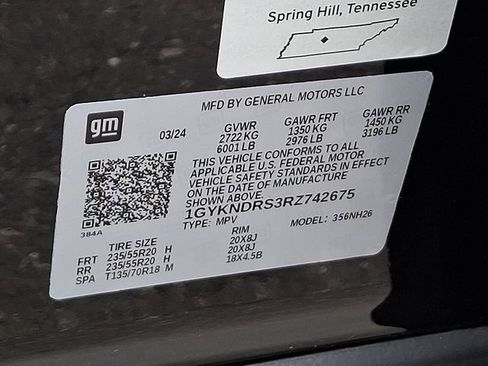 Spring Hill, Tennessee
MFD BY GENERAL MOTORS LLC
gm
03/24
GVWR GAWR FRT GAWR RR
2722 KG 1350 KG 1450 KG
6001 LB 2976 LB 3196 LB
THIS VEHICLE CONFORMS TO ALL
APPLICABLE U.S. FEDERAL MOTOR
VEHICLE SAFETY STANDARDS IN EFFECT
ON THE DATE OF MANUFACTURE
SHOWN ABOVE.
1GYKNDRS3RZ742675
TYPE: MPV MODEL: 356NH26
384A
TIRE SIZE RIM
FRT 235/55R20 H 20X8J
RR 235/55R20 H 20X8J
SPA T135/70R18 M 18X4.5B